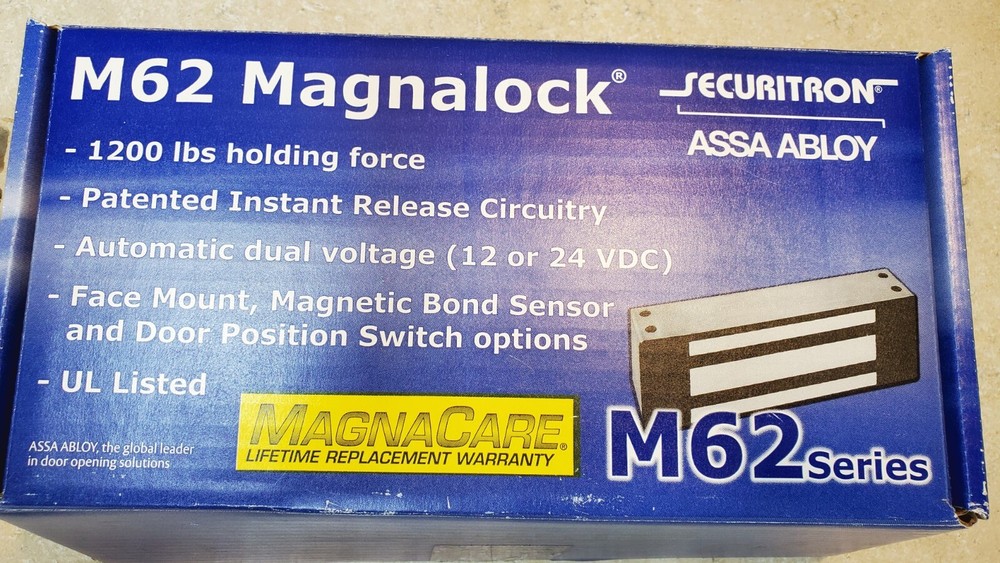 M62 Magnalock®
SECURITRON®
ASSA ABLOY
- 1200 lbs holding force
- Patented Instant Release Circuitry
- Automatic dual voltage (12 or 24 VDC)
- Face Mount, Magnetic Bond Sensor
and Door Position Switch options
- UL Listed
MAGNACARE®
LIFETIME REPLACEMENT WARRANTY
ASSA ABLOY, the global leader
in door opening solutions
M62 Series